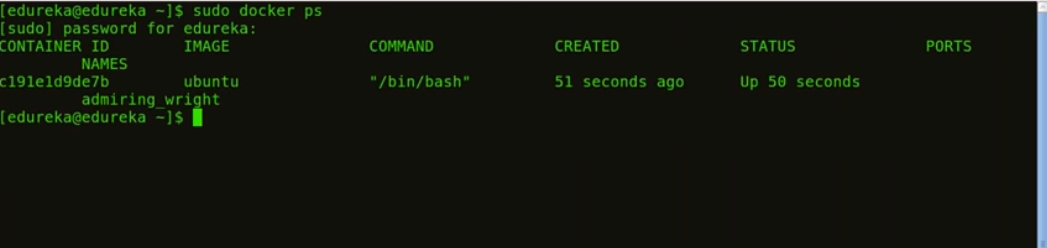 [edureka@edureka ~]$ sudo docker ps
[sudo] password for edureka:
CONTAINER ID        IMAGE               COMMAND             CREATED             STATUS              PORTS
         NAMES
c191e1d9de7b        ubuntu              "/bin/bash"         51 seconds ago      Up 50 seconds
         admiring_wright
[edureka@edureka ~]$